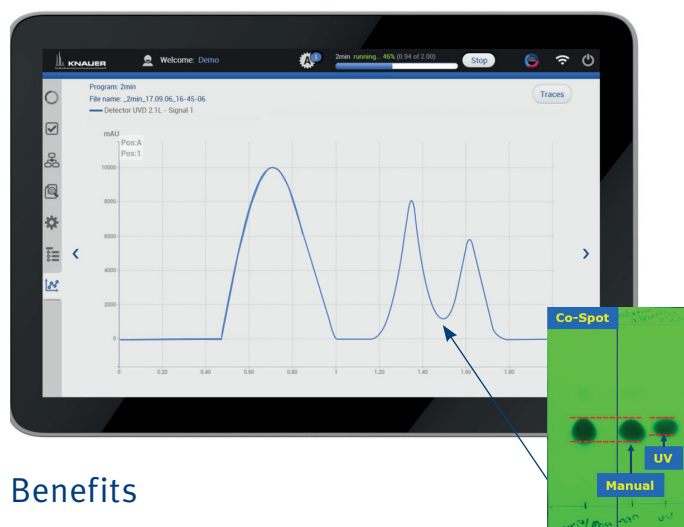 KNAUER
Welcome: Demo
1
2min running... 46% (0.94 of 2.00)
Stop
Program: 2min
File name: _2min_17.09.06_16-45-06
Detector UVD 2.1L - Signal 1
Traces
mAU
Pos:A
Pos:1
10000
8000
6000
4000
2000
0
0 0.20 0.40 0.60 0.80 1 1.20 1.40 1.60 1.80
Co-Spot
UV
Manual
Benefits